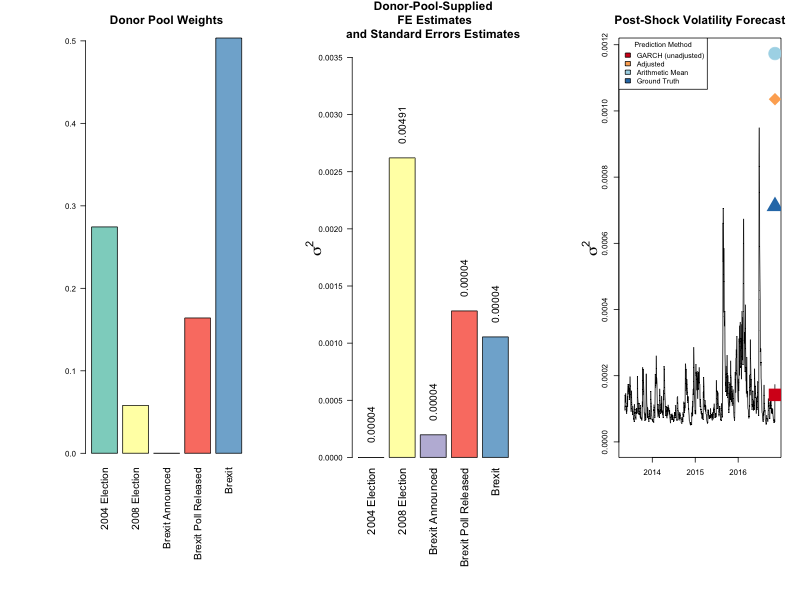 Donor Pool Weights
0.5
0.4
0.3
0.2
0.1
0.0
2004 Election
2008 Election
Brexit Announced
Brexit Poll Released
Brexit
Donor-Pool-Supplied
FE Estimates
and Standard Errors Estimates
σ2
0.0035
0.0030
0.0025
0.0020
0.0015
0.0010
0.0005
0.0000
0.00004
0.00491
0.00004
0.00004
0.00004
2004 Election
2008 Election
Brexit Announced
Brexit Poll Released
Brexit
Post-Shock Volatility Forecast
Prediction Method
GARCH (unadjusted)
Adjusted
Arithmetic Mean
Ground Truth
σ2
0.0012
0.0010
0.0008
0.0006
0.0004
0.0002
0.0000
2014
2015
2016